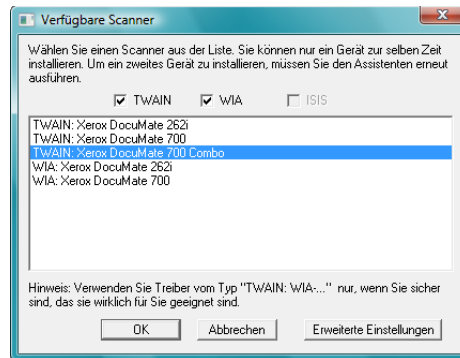 Verfügbare Scanner
Wählen Sie einen Scanner aus der Liste. Sie können nur ein Gerät zur selben Zeit
installieren. Um ein zweites Gerät zu installieren, müssen Sie den Assistenten erneut
ausführen.
TWAIN WIA ISIS
TWAIN: Xerox DocuMate 262i
TWAIN: Xerox DocuMate 700
TWAIN: Xerox DocuMate 700 Combo
WIA: Xerox DocuMate 262i
WIA: Xerox DocuMate 700
Hinweis: Verwenden Sie Treiber vom Typ "TWAIN: WIA-..." nur, wenn Sie sicher
sind, das sie wirklich für Sie geeignet sind.
OK Abbrechen Erweiterte Einstellungen